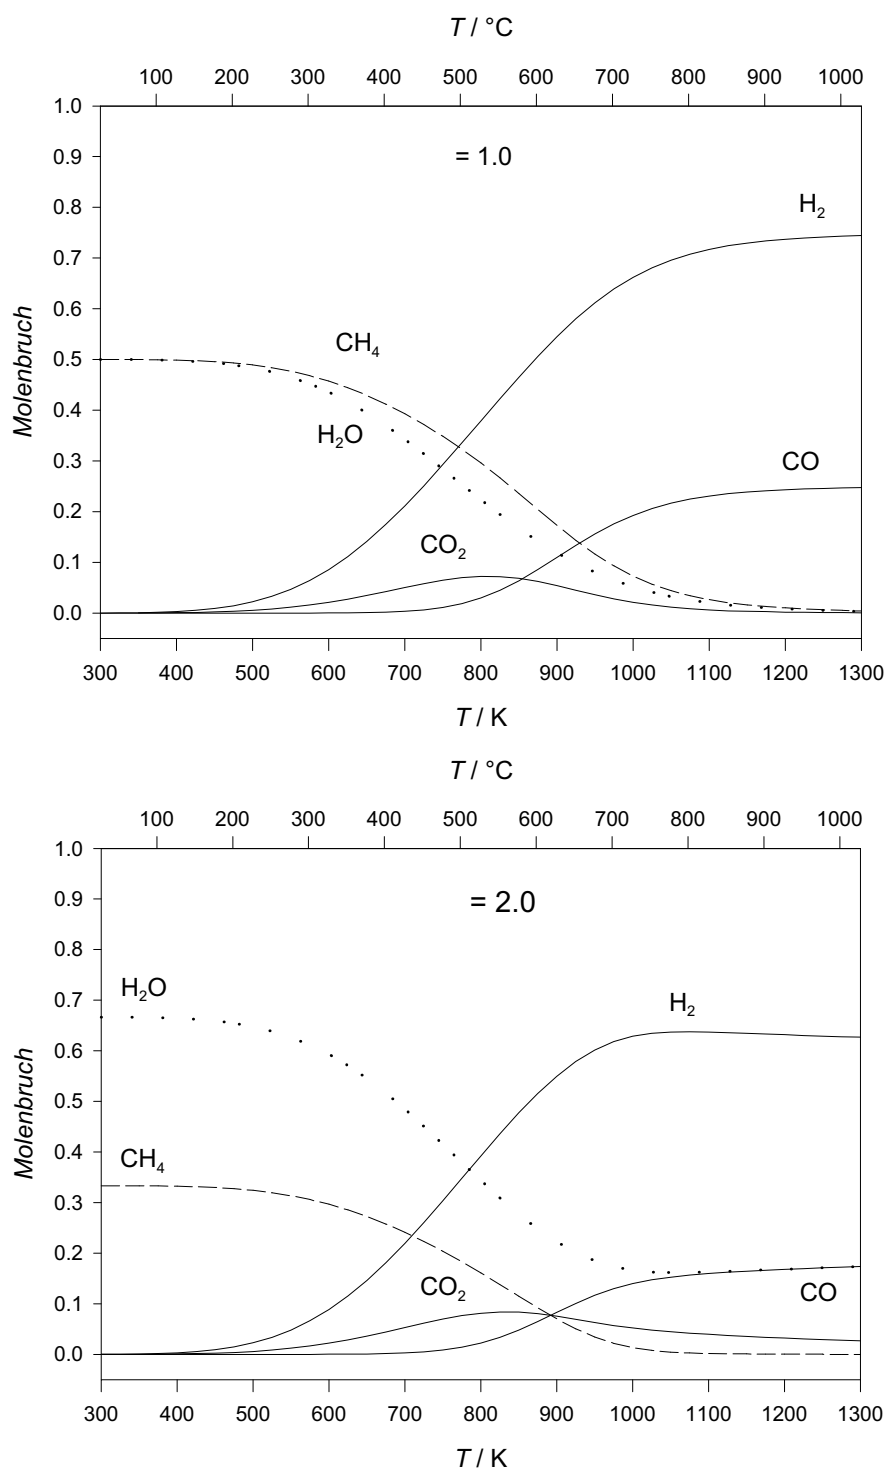 T / °C
100 200 300 400 500 600 700 800 900 1000
1.0
= 1.0
0.9
0.8
H₂
0.7
0.6
Molenbruch
0.5
CH₄
0.4
H₂O
0.3
CO
0.2
CO₂
0.1
0.0
300 400 500 600 700 800 900 1000 1100 1200 1300
T / K
T / °C
100 200 300 400 500 600 700 800 900 1000
1.0
= 2.0
0.9
0.8
H₂O
H₂
0.7
0.6
Molenbruch
0.5
0.4
CH₄
0.3
0.2
CO₂
CO
0.1
0.0
300 400 500 600 700 800 900 1000 1100 1200 1300
T / K